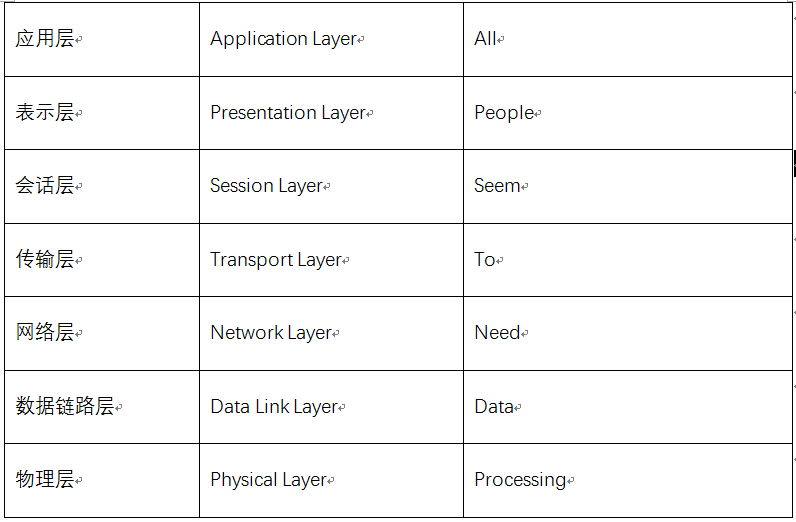 应用层 Application Layer All
表示层 Presentation Layer People
会话层 Session Layer Seem
传输层 Transport Layer To
网络层 Network Layer Need
数据链路层 Data Link Layer Data
物理层 Physical Layer Processing